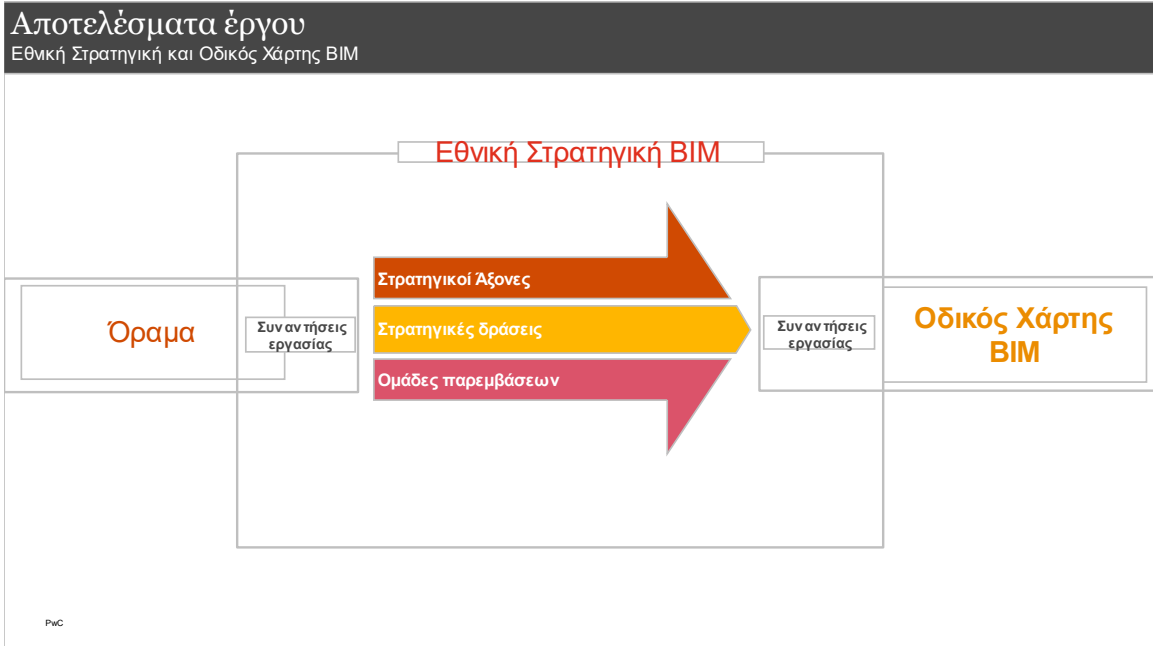 Αποτελέσματα έργου
Εθνική Στρατηγική και Οδικός Χάρτης BIM
Εθνική Στρατηγική BIM
Όραμα
Συναντήσεις
εργασίας
Στρατηγικοί Άξονες
Στρατηγικές δράσεις
Ομάδες παρεμβάσεων
Συναντήσεις
εργασίας
Οδικός Χάρτης
BIM
PwC